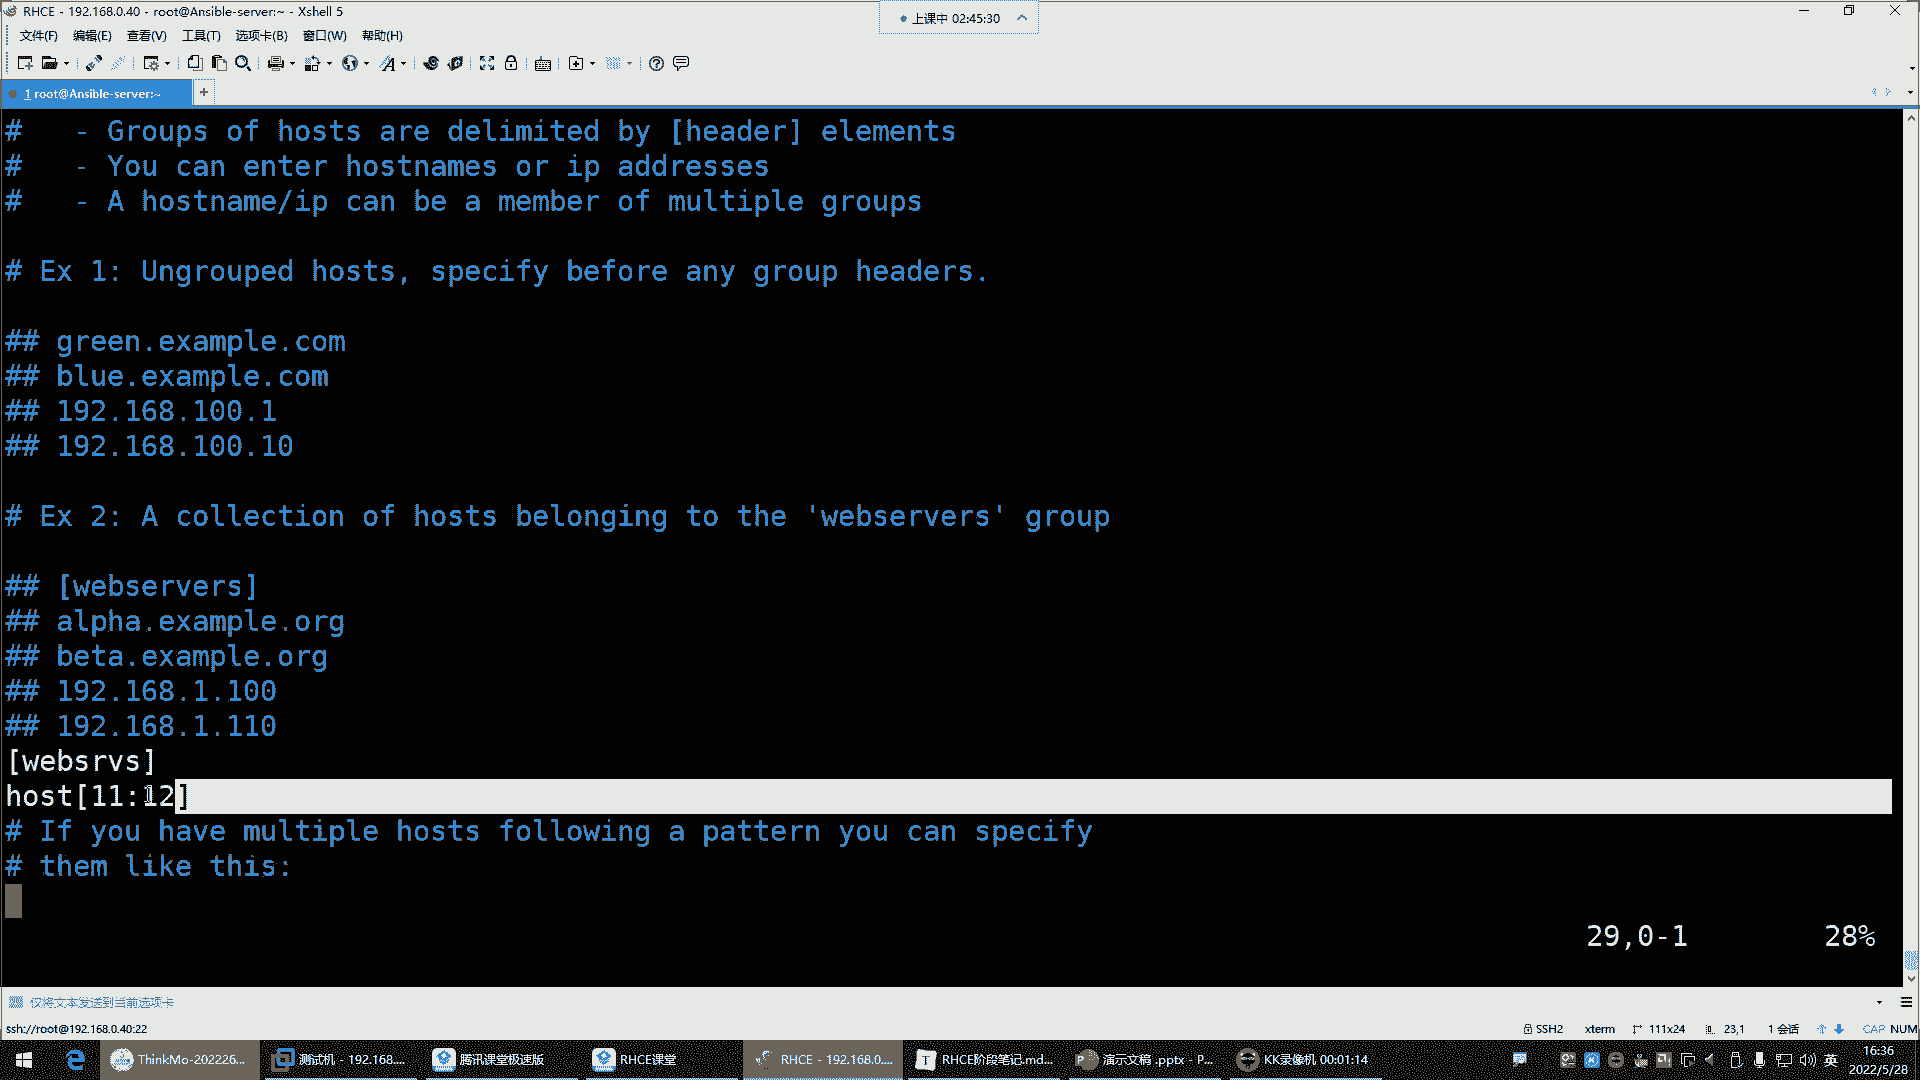 RHCE - 192.168.0.40 - root@Ansible-server:~ - Xshell 5
上课中 02:45:30
文件(F) 编辑(E) 查看(V) 工具(T) 选项卡(B) 窗口(W) 帮助(H)
1 root@Ansible-server:~
#   - Groups of hosts are delimited by [header] elements
#   - You can enter hostnames or ip addresses
#   - A hostname/ip can be a member of multiple groups
# Ex 1: Ungrouped hosts, specify before any group headers.
## green.example.com
## blue.example.com
## 192.168.100.1
## 192.168.100.10
# Ex 2: A collection of hosts belonging to the 'webservers' group
## [webservers]
## alpha.example.org
## beta.example.org
## 192.168.1.100
## 192.168.1.110
[websrvs]
host[11:12]
# If you have multiple hosts following a pattern you can specify
# them like this:
29,0-1 28%
仅将文本发送到当前选项卡
ssh://root@192.168.0.40:22 SSH2 xterm 111x24 23,1 1 会话 CAP NUM
ThinkMo-202226... 测试机 - 192.168.... 腾讯课堂极速版 RHCE课堂 RHCE - 192.168.0.... RHCE阶段笔记.md... 演示文稿 .pptx - P... KK录像机 00:01:14 英 16:36
2022/5/28